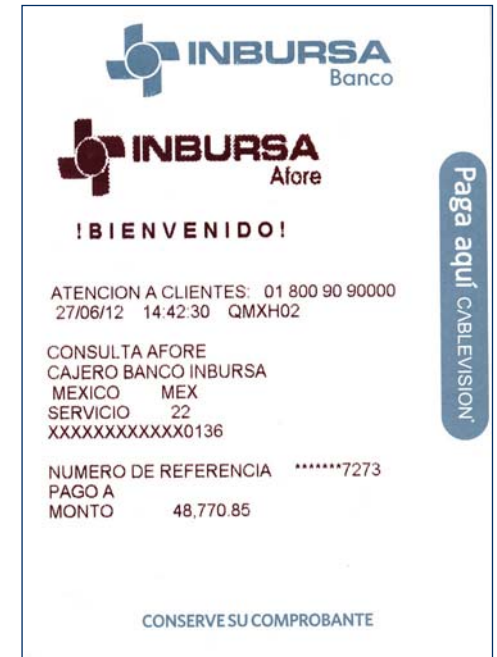 INBURSA
Banco
INBURSA
Afore
!BIENVENIDO!
ATENCION A CLIENTES: 01 800 90 90000
27/06/12 14:42:30 QMXH02
CONSULTA AFORE
CAJERO BANCO INBURSA
MEXICO MEX
SERVICIO 22
XXXXXXXXXXXX0136
NUMERO DE REFERENCIA *******7273
PAGO A
MONTO 48,770.85
Paga aquí CABLEVISION
CONSERVE SU COMPROBANTE